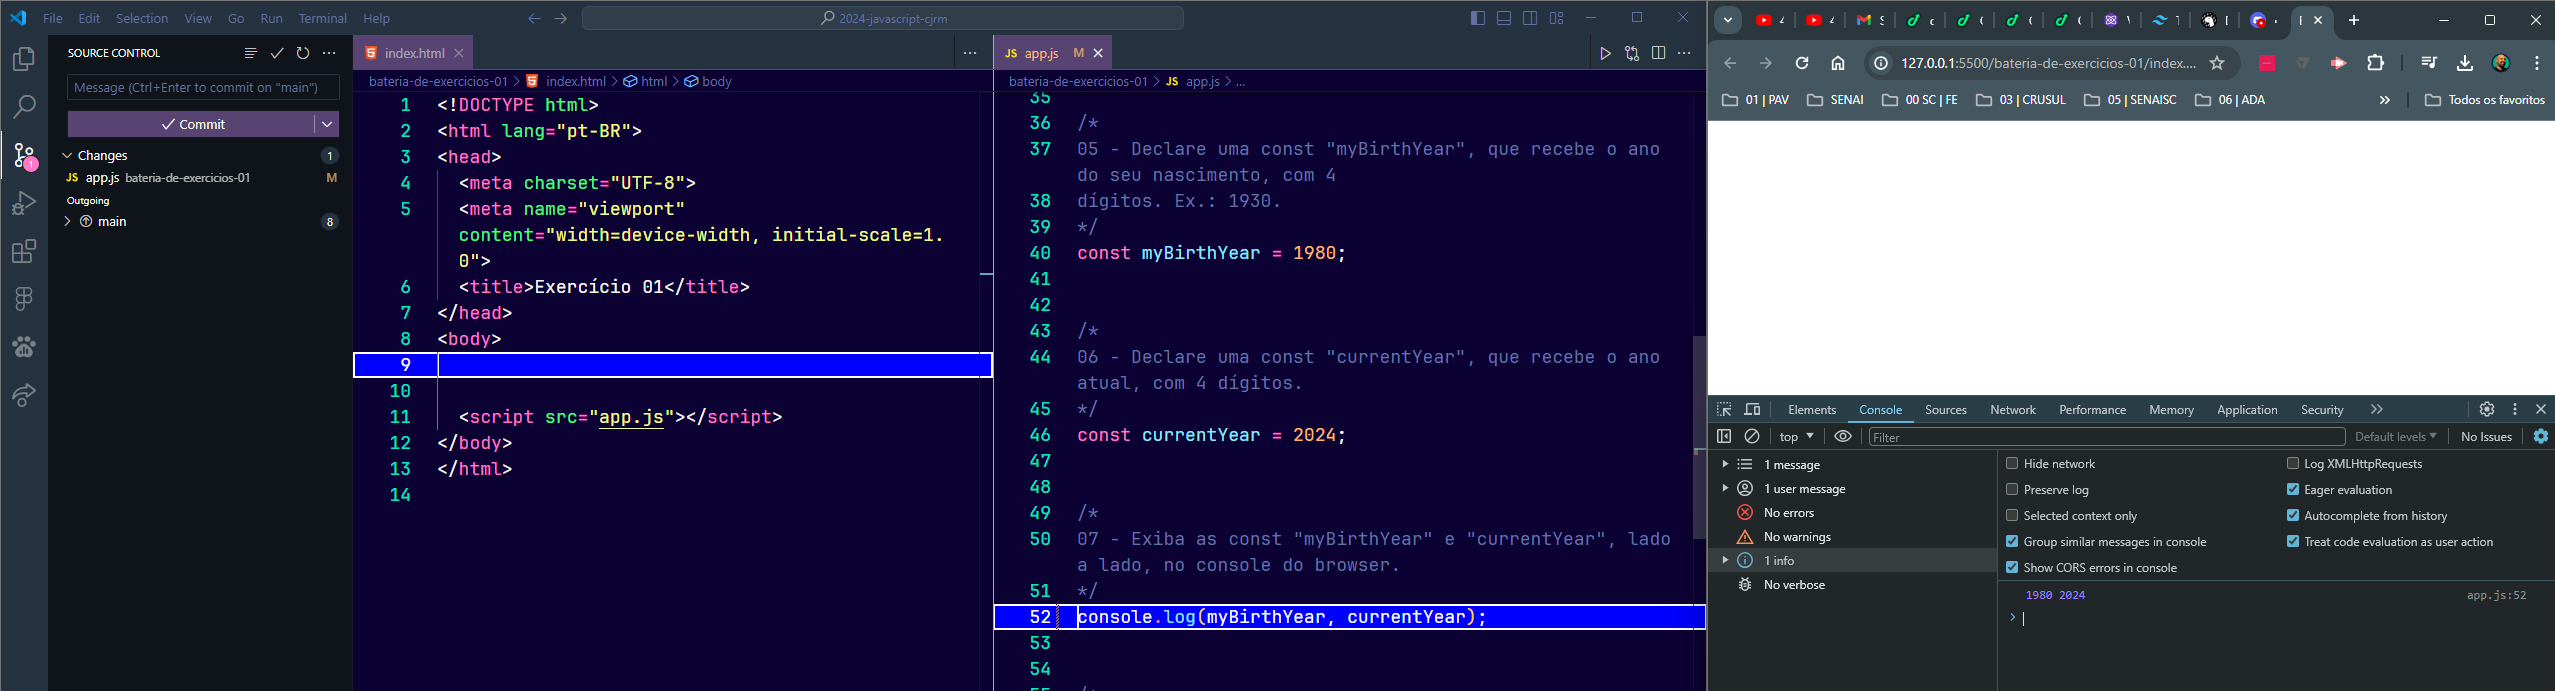 File Edit Selection View Go Run Terminal Help
2024-javascript-cjrm
SOURCE CONTROL
Message (Ctrl+Enter to commit on "main")
Commit
Changes 1
JS app.js bateria-de-exercicios-01 M
Outgoing
main 8
index.html
bateria-de-exercicios-01 > index.html > html > body
1 <!DOCTYPE html>
2 <html lang="pt-BR">
3 <head>
4 <meta charset="UTF-8">
5 <meta name="viewport"
content="width=device-width, initial-scale=1.
0">
6 <title>Exercício 01</title>
7 </head>
8 <body>
9
10
11 <script src="app.js"></script>
12 </body>
13 </html>
14
JS app.js M
bateria-de-exercicios-01 > JS app.js > ...
35
36 /*
37 05 - Declare uma const "myBirthYear", que recebe o ano
do seu nascimento, com 4
38 dígitos. Ex.: 1930.
39 */
40 const myBirthYear = 1980;
41
42
43 /*
44 06 - Declare uma const "currentYear", que recebe o ano
atual, com 4 dígitos.
45 */
46 const currentYear = 2024;
47
48
49 /*
50 07 - Exiba as const "myBirthYear" e "currentYear", lado
a lado, no console do browser.
51 */
52 console.log(myBirthYear, currentYear);
53
54
127.0.0.1:5500/bateria-de-exercicios-01/index....
01 | PAV SENAI 00 SC | FE 03 | CRUSUL 05 | SENAISC 06 | ADA Todos os favoritos
Elements Console Sources Network Performance Memory Application Security
top Filter Default levels No Issues
1 message
1 user message
No errors
No warnings
1 info
No verbose
Hide network Log XMLHttpRequests
Preserve log Eager evaluation
Selected context only Autocomplete from history
Group similar messages in console Treat code evaluation as user action
Show CORS errors in console
1980 2024 app.js:52